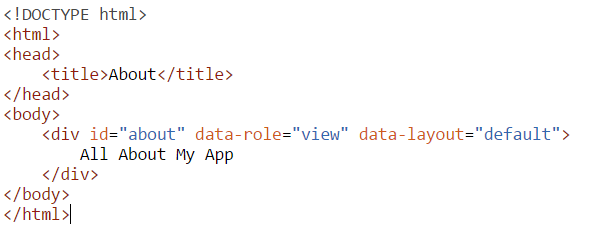 <!DOCTYPE html>
<html>
<head>
    <title>About</title>
</head>
<body>
    <div id="about" data-role="view" data-layout="default">
        All About My App
    </div>
</body>
</html>